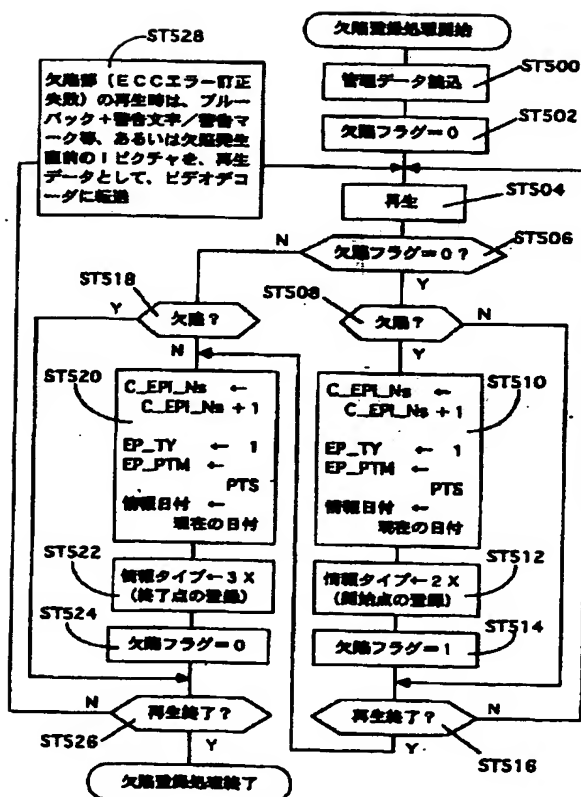 ST528
欠陥部(ECCエラー訂正
失敗)の再生時は、ブルー
バック+警告文字/警告マ
ーク等、あるいは欠陥発生
直前のIピクチャを、再生
データとして、ビデオデコ
ーダに転送
欠陥登録処理開始
ST500
管理データ読込
ST502
欠陥フラグ=0
ST504
再生
ST506
N
欠陥フラグ=0?
Y
ST518
Y
欠陥?
N
ST508
欠陥?
N
Y
ST520
C_EPI_Ns ←
C_EPI_Ns + 1
EP_TY ← 1
EP_PTM ←
PTS
情報日付 ←
現在の日付
ST510
C_EPI_Ns ←
C_EPI_Ns + 1
EP_TY ← 1
EP_PTM ←
PTS
情報日付 ←
現在の日付
ST522
情報タイプ←3X
(終了点の登録)
ST512
情報タイプ←2X
(開始点の登録)
ST524
欠陥フラグ=0
ST514
欠陥フラグ=1
N
再生終了?
ST526
Y
再生終了?
N
ST516
Y
欠陥登録処理終了